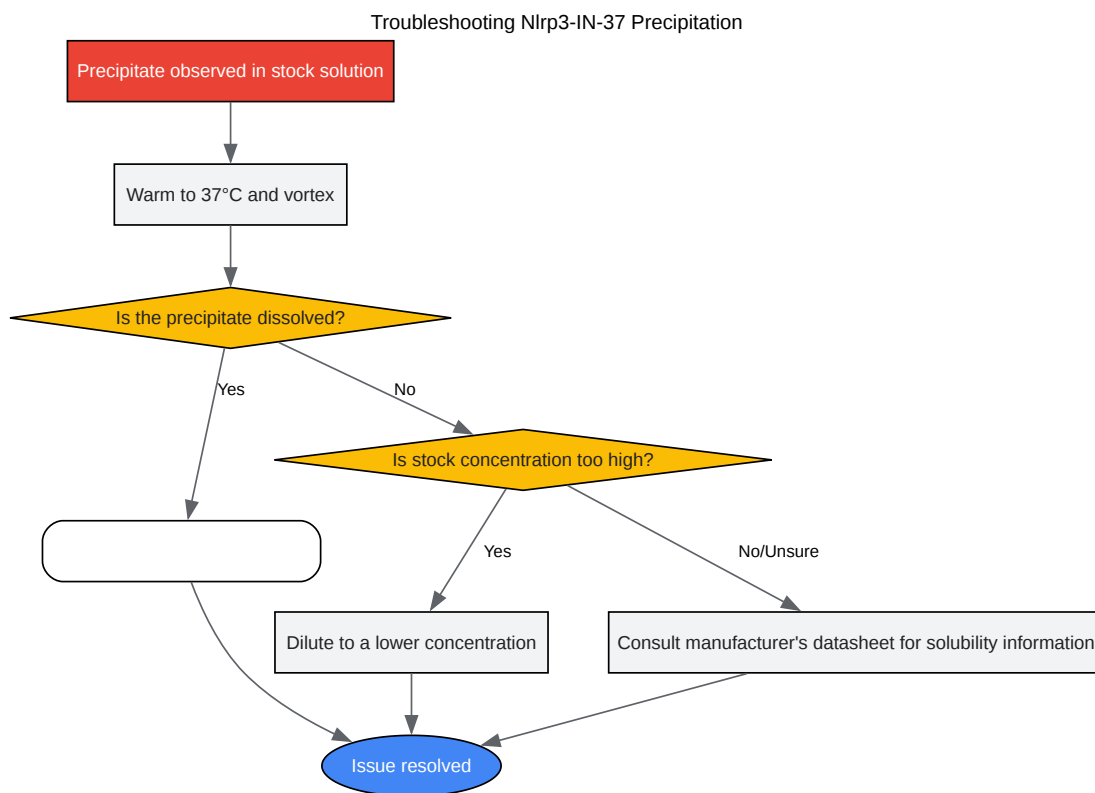 Troubleshooting Nlrp3-IN-37 Precipitation
Precipitate observed in stock solution
Warm to 37°C and vortex
Is the precipitate dissolved?
Yes
No
Is stock concentration too high?
Yes
No/Unsure
Dilute to a lower concentration
Consult manufacturer's datasheet for solubility information
Issue resolved